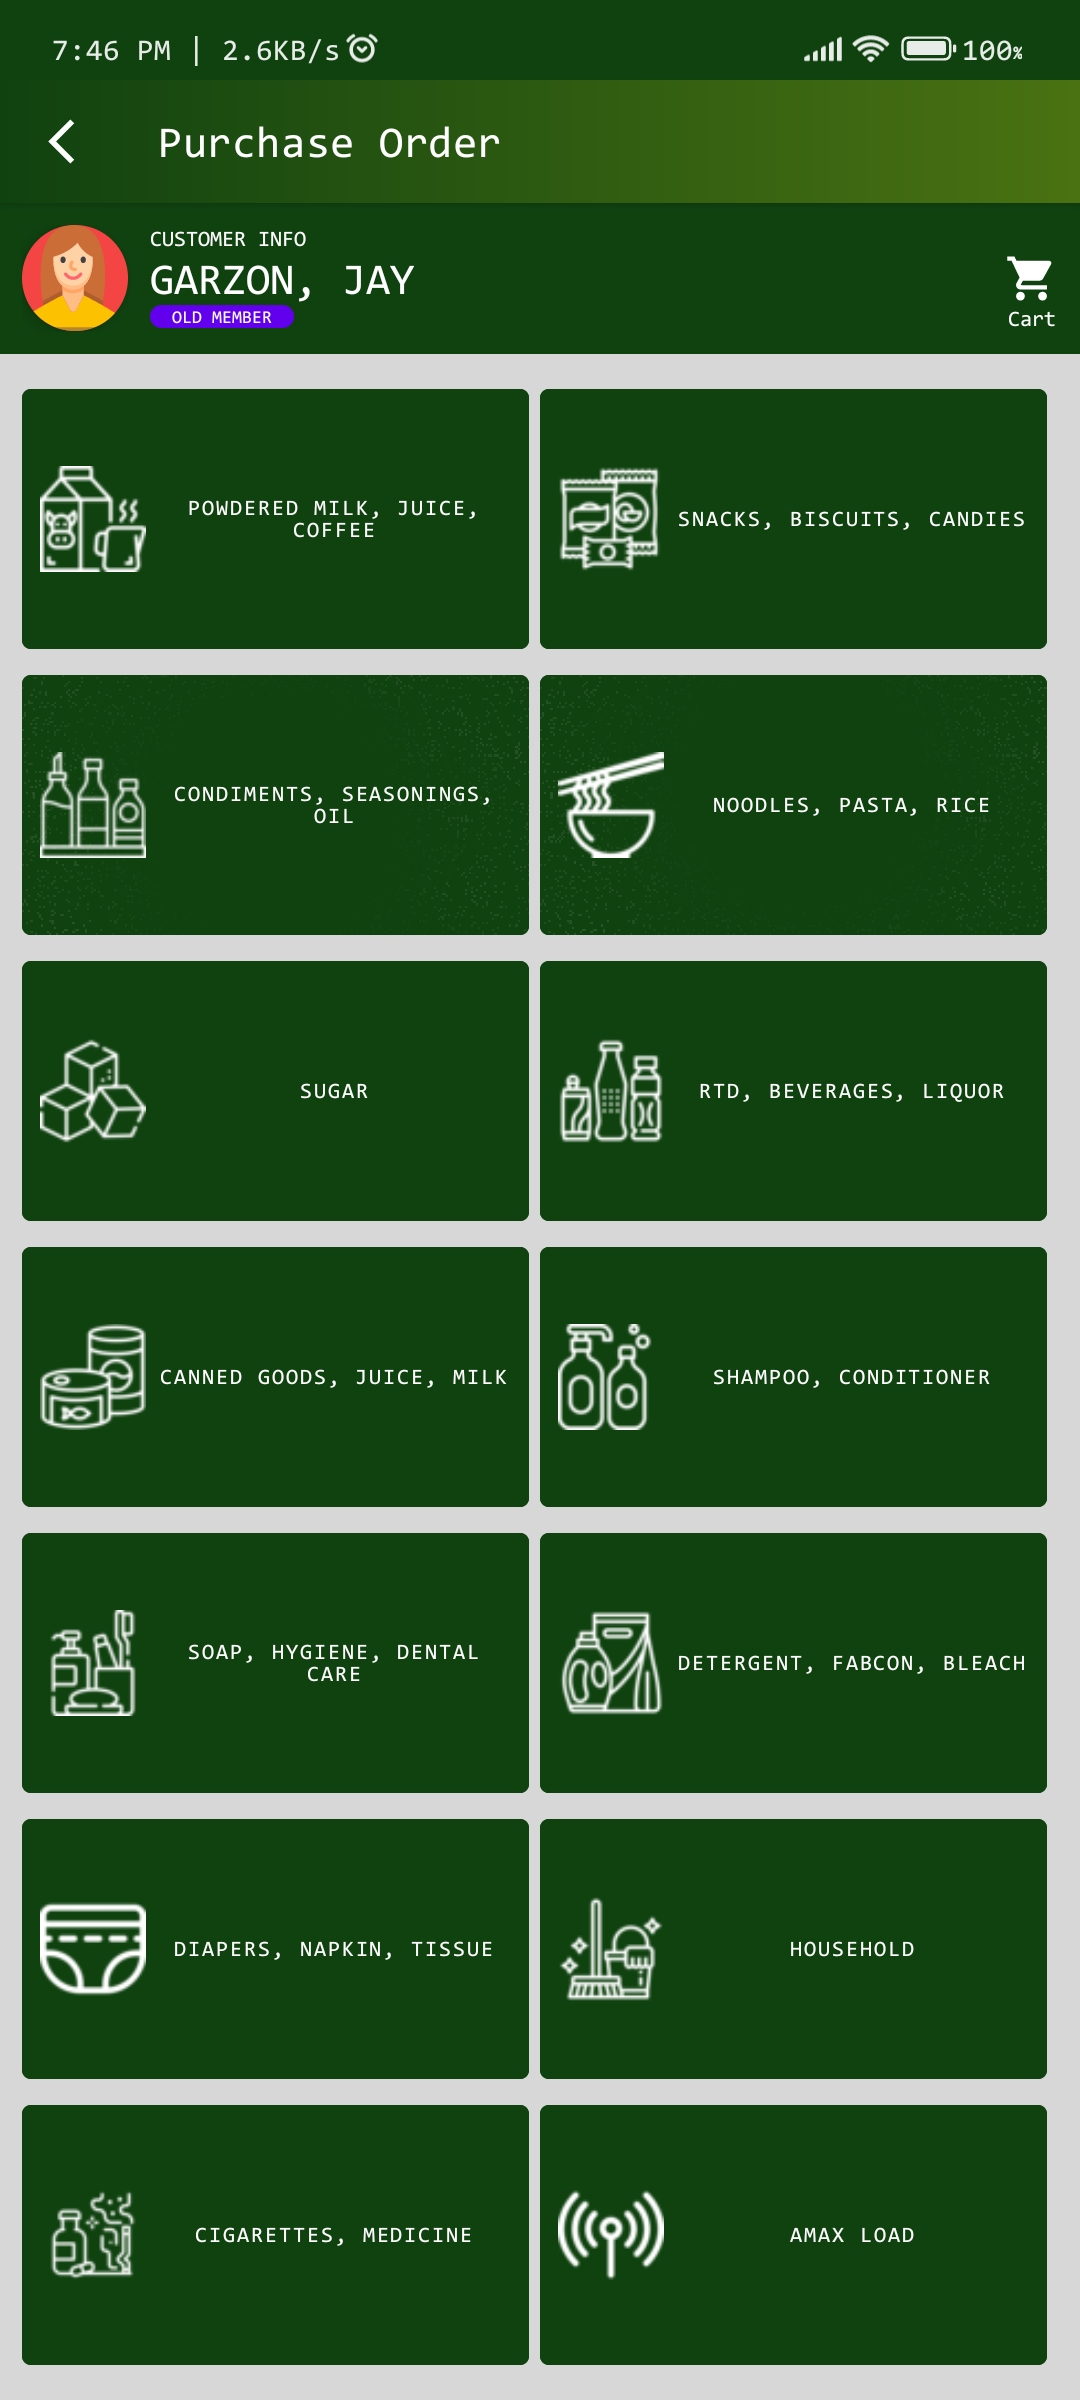 7:46 PM | 2.6KB/s
100%
Purchase Order
CUSTOMER INFO
GARZON, JAY
OLD MEMBER
Cart
POWDERED MILK, JUICE,
COFFEE
SNACKS, BISCUITS, CANDIES
CONDIMENTS, SEASONINGS,
OIL
NOODLES, PASTA, RICE
SUGAR
RTD, BEVERAGES, LIQUOR
CANNED GOODS, JUICE, MILK
SHAMPOO, CONDITIONER
SOAP, HYGIENE, DENTAL
CARE
DETERGENT, FABCON, BLEACH
DIAPERS, NAPKIN, TISSUE
HOUSEHOLD
CIGARETTES, MEDICINE
AMAX LOAD